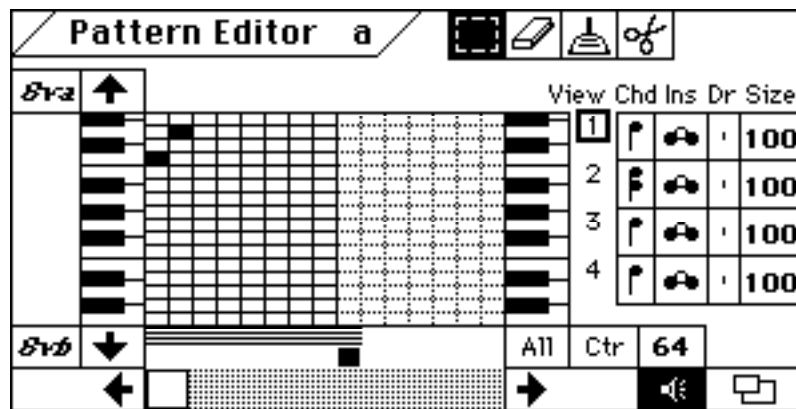 Pattern Editor a
8va
View Chd Ins Dr Size
1 100
2 100
3 100
4 100
8vb All Ctr 64